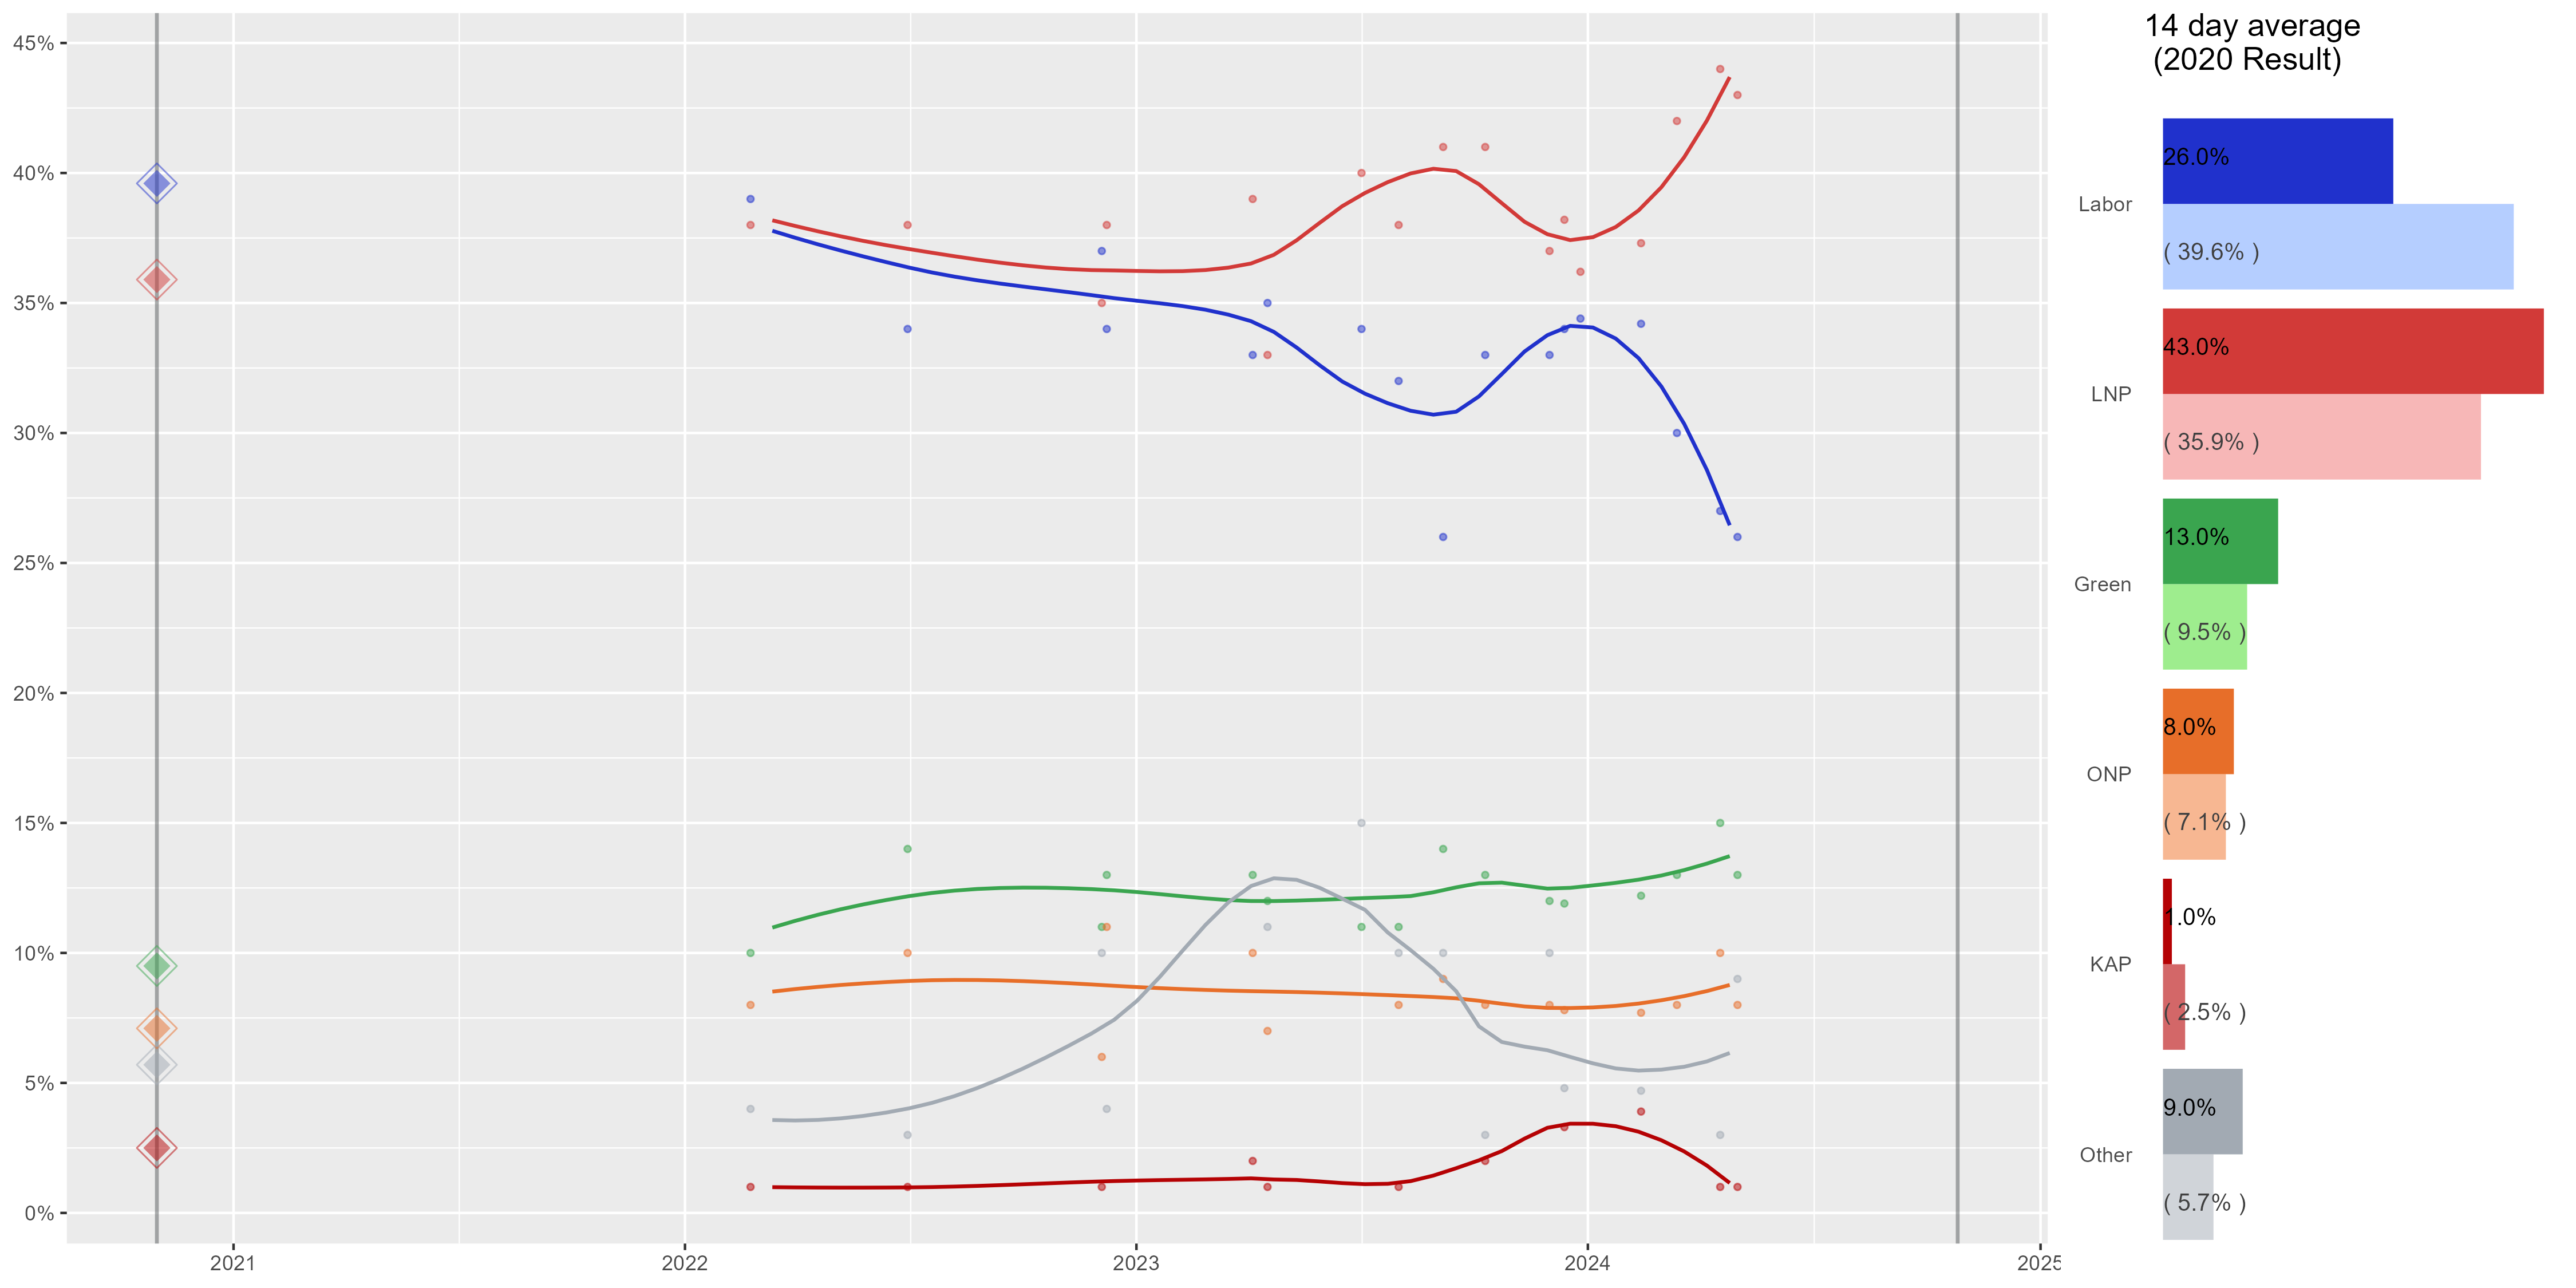 14 day average
(2020 Result)
45%
40%
35%
30%
25%
20%
15%
10%
5%
0%
2021
2022
2023
2024
2025
Labor
26.0%
( 39.6% )
LNP
43.0%
( 35.9% )
Green
13.0%
( 9.5% )
ONP
8.0%
( 7.1% )
KAP
1.0%
( 2.5% )
Other
9.0%
( 5.7% )